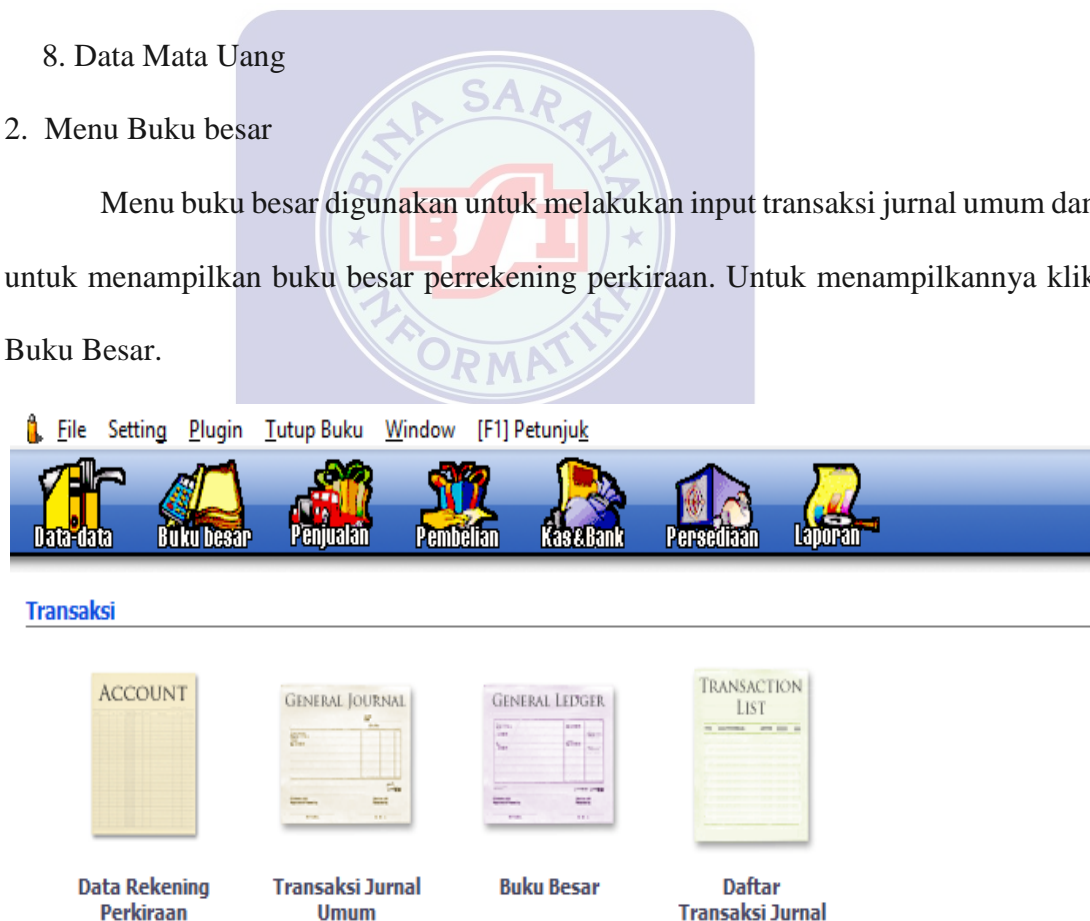 8. Data Mata Uang
BINA SARANA
2. Menu Buku besar
Menu buku besar digunakan untuk melakukan input transaksi jurnal umum dan
BSI
untuk menampilkan buku besar perrekening perkiraan. Untuk menampilkannya klik
INFORMATIKA
Buku Besar.
File Setting Plugin Tutup Buku Window [F1] Petunjuk
Data-data Buku besar Penjualan Pembelian Kas&Bank Persediaan Laporan
Transaksi
ACCOUNT GENERAL JOURNAL GENERAL LEDGER TRANSACTION
LIST
Data Rekening Transaksi Jurnal Buku Besar Daftar
Perkiraan Umum Transaksi Jurnal